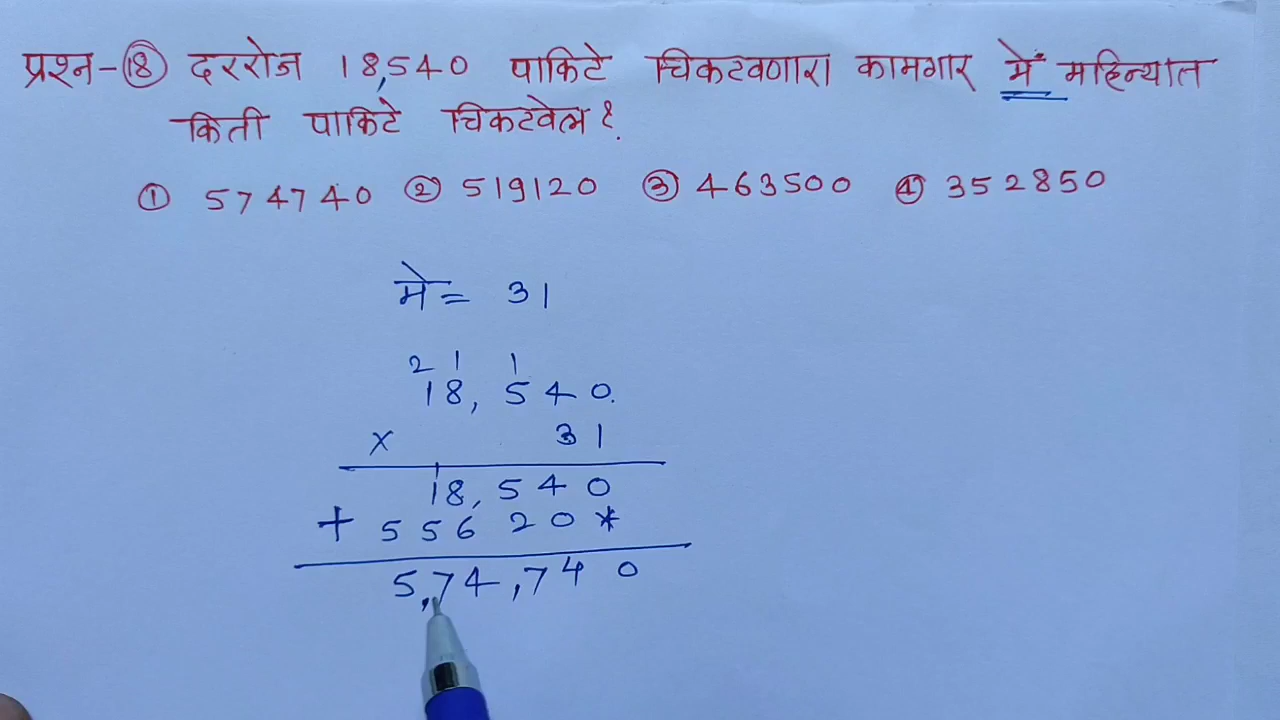 प्रश्न-18 दररोज 18,540 पाकिटे चिकटवणारा कामगार में महिन्यात
किती पाकिटे चिकटवेल?
① 574740 ② 519120 ③ 463500 ④ 352850
मे = 31
2 1 1
18,540.
x 31
18,540
+ 55620*
5,74,740